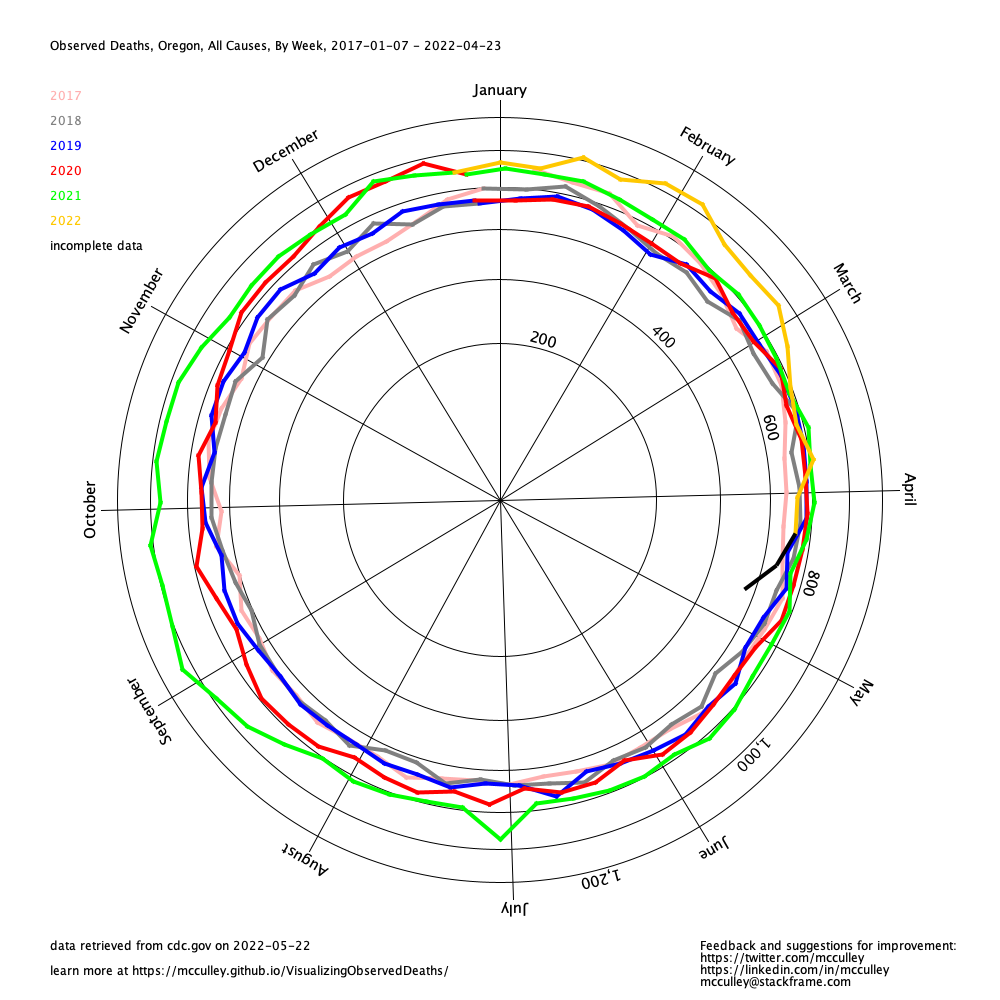 Observed Deaths, Oregon, All Causes, By Week, 2017-01-07 - 2022-04-23
January
2017
2018
2019
2020
2021
2022
incomplete data
February
March
April
May
June
July
August
September
October
November
December
200
400
600
800
1,000
1,200
data retrieved from cdc.gov on 2022-05-22
learn more at https://mcculley.github.io/VisualizingObservedDeaths/
Feedback and suggestions for improvement:
https://twitter.com/mcculley
https://linkedin.com/in/mcculley
mcculley@stackframe.com